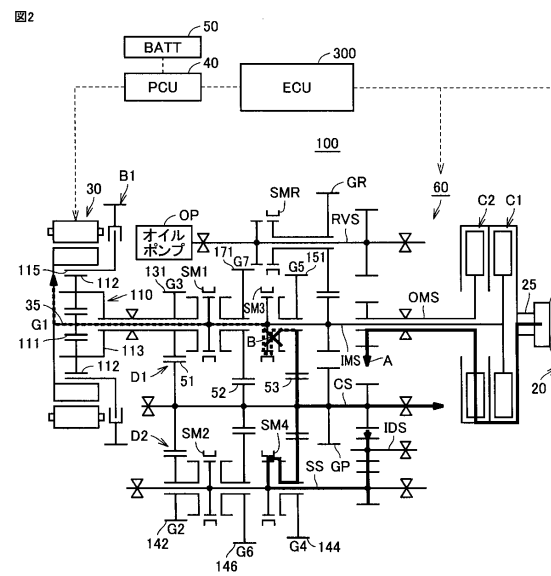 図2
50
BATT
40
PCU
300
ECU
100
B1
30
OP
オイル
ポンプ
SMR
GR
RVS
60
C2
C1
115
112
110
131
G3
SM1
171
G7
SM3
G5
151
OMS
25
35
G1
111
113
B
IMS
A
112
D1
51
52
53
CS
20
D2
SM2
SM4
GP
IDS
SS
142
G2
146
G6
G4
144